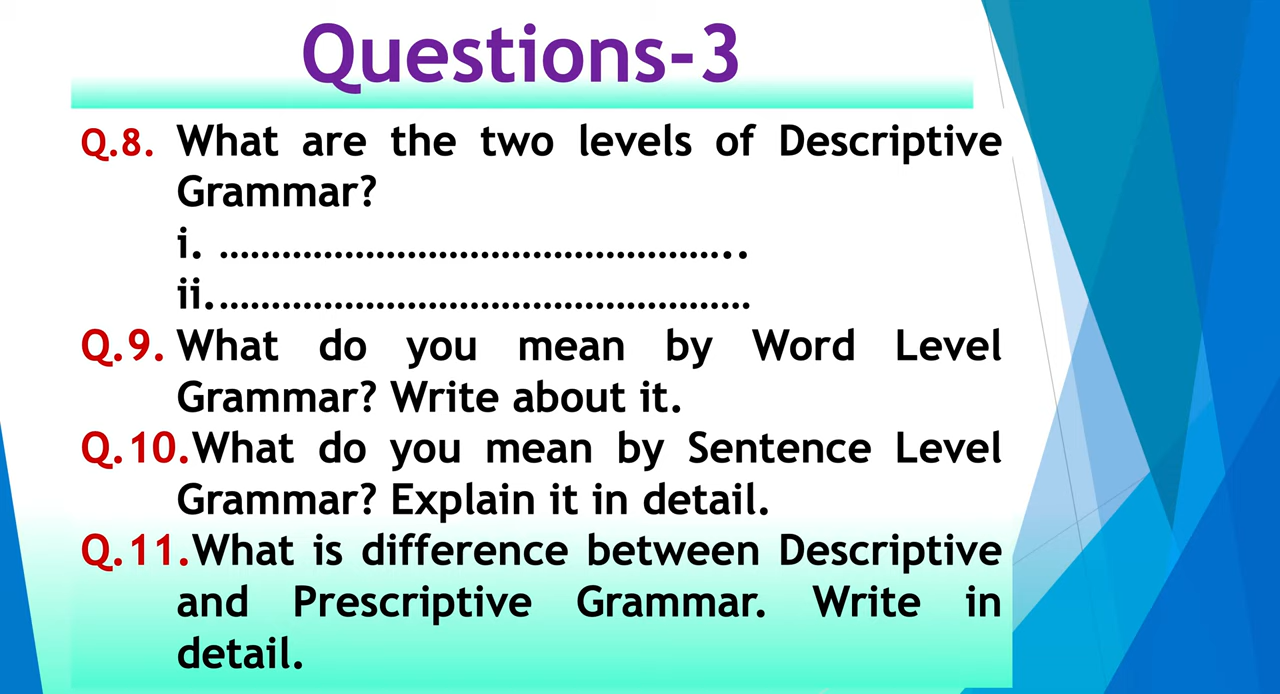 Questions-3
Q.8. What are the two levels of Descriptive
Grammar?
i. ………………………………………………..
ii.………………………………………………
Q.9. What do you mean by Word Level
Grammar? Write about it.
Q.10.What do you mean by Sentence Level
Grammar? Explain it in detail.
Q.11.What is difference between Descriptive
and Prescriptive Grammar. Write in
detail.